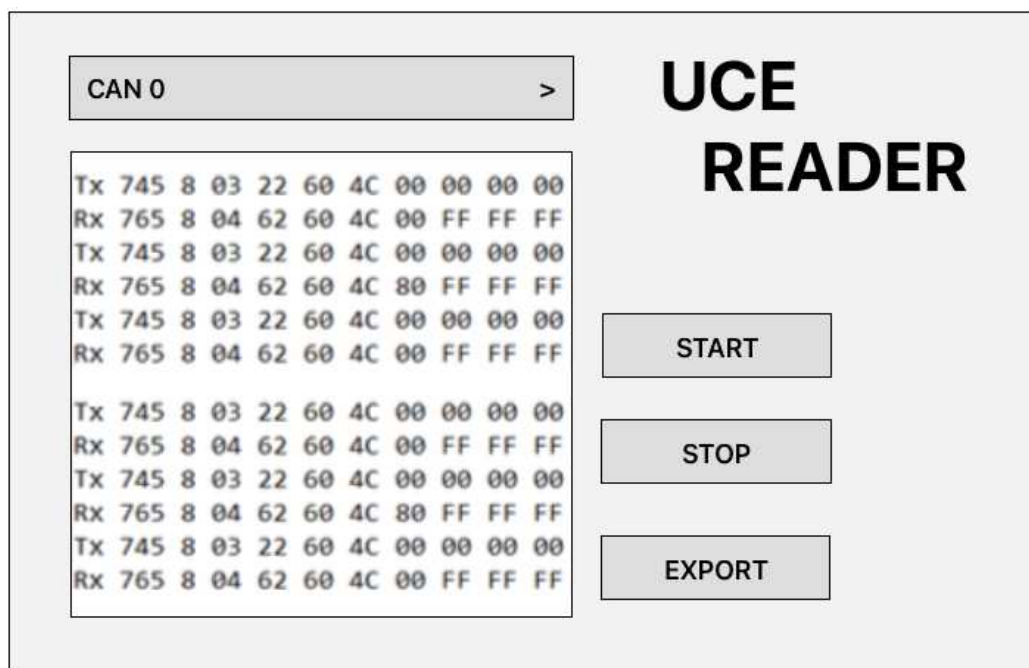 CAN 0 >
UCE
READER
Tx 745 8 03 22 60 4C 00 00 00 00
Rx 765 8 04 62 60 4C 00 FF FF FF
Tx 745 8 03 22 60 4C 00 00 00 00
Rx 765 8 04 62 60 4C 80 FF FF FF
Tx 745 8 03 22 60 4C 00 00 00 00
Rx 765 8 04 62 60 4C 00 FF FF FF
Tx 745 8 03 22 60 4C 00 00 00 00
Rx 765 8 04 62 60 4C 00 FF FF FF
Tx 745 8 03 22 60 4C 00 00 00 00
Rx 765 8 04 62 60 4C 80 FF FF FF
Tx 745 8 03 22 60 4C 00 00 00 00
Rx 765 8 04 62 60 4C 00 FF FF FF
START
STOP
EXPORT